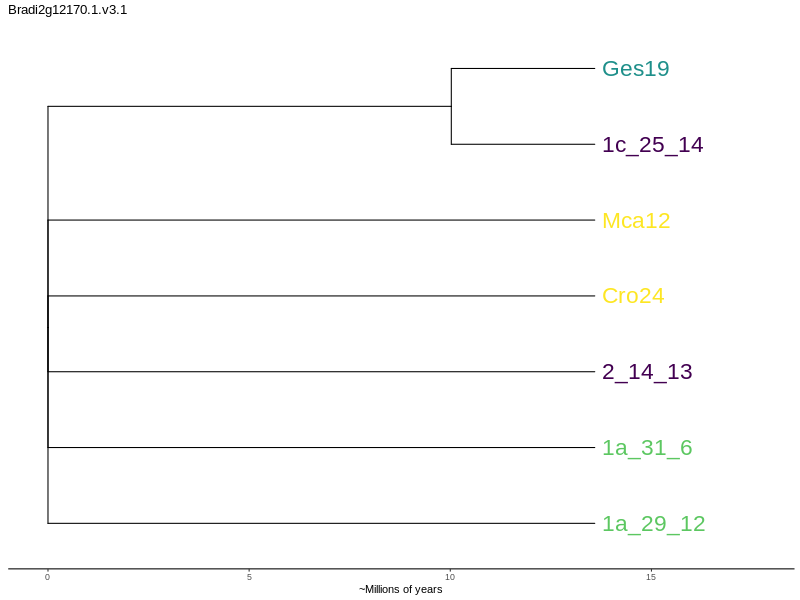 Bradi2g12170.1.v3.1
Ges19
1c_25_14
Mca12
Cro24
2_14_13
1a_31_6
1a_29_12
0 5 10 15
~Millions of years